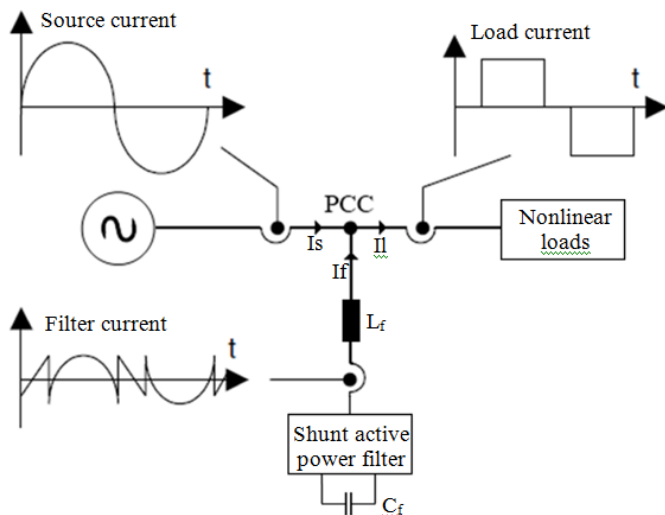 Source current
t
Load current
t
PCC
Is
Il
If
Nonlinear
loads
Filter current
t
Lf
Shunt active
power filter
Cf